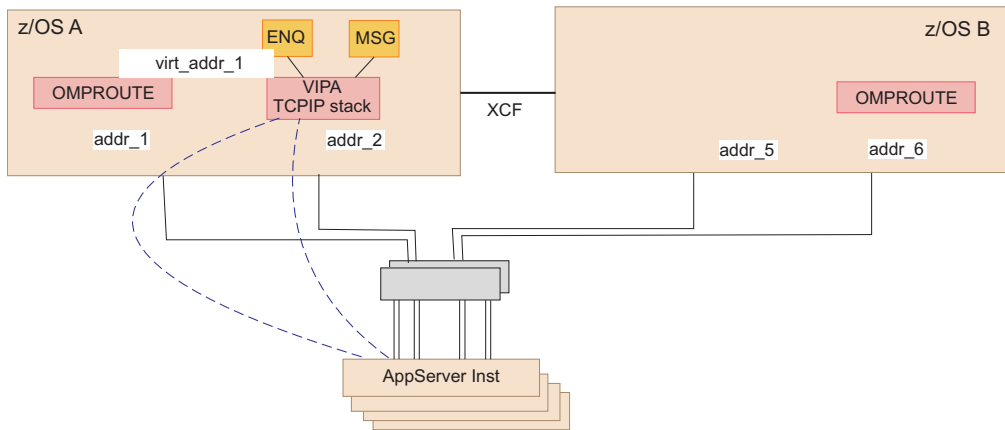 z/OS A
ENQ
MSG
z/OS B
virt_addr_1
VIPA
TCPIP stack
OMPROUTE
XCF
OMPROUTE
addr_1
addr_2
addr_5
addr_6
AppServer Inst